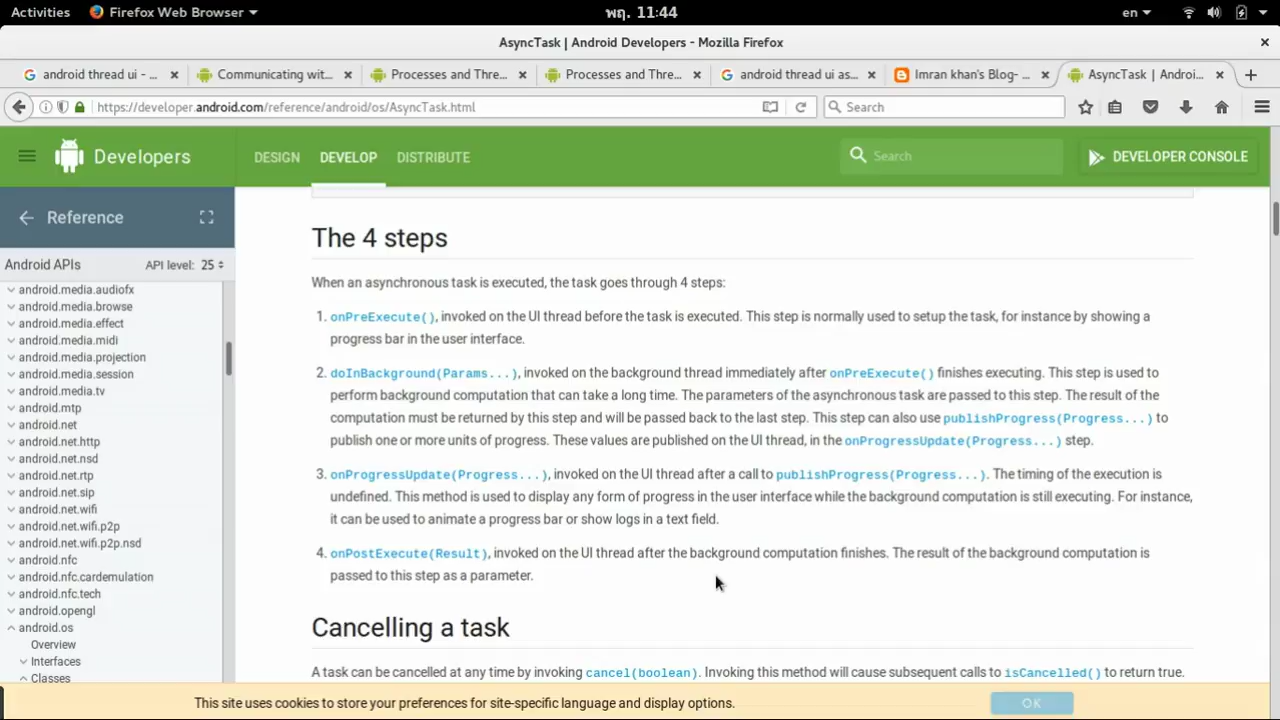 Activities Firefox Web Browser พฤ. 11:44 en
AsyncTask | Android Developers - Mozilla Firefox
android thread ui - ... Communicating wit... Processes and Thre... Processes and Thre... android thread ui as... Imran khan's Blog- ... AsyncTask | Androi...
https://developer.android.com/reference/android/os/AsyncTask.html Search
Developers DESIGN DEVELOP DISTRIBUTE Search DEVELOPER CONSOLE
Reference
Android APIs API level: 25
android.media.audiofx
android.media.browse
android.media.effect
android.media.midi
android.media.projection
android.media.session
android.media.tv
android.mtp
android.net
android.net.http
android.net.nsd
android.net.rtp
android.net.sip
android.net.wifi
android.net.wifi.p2p
android.net.wifi.p2p.nsd
android.nfc
android.nfc.cardemulation
android.nfc.tech
android.opengl
android.os
Overview
Interfaces
Classes
The 4 steps
When an asynchronous task is executed, the task goes through 4 steps:
1. onPreExecute(), invoked on the UI thread before the task is executed. This step is normally used to setup the task, for instance by showing a
progress bar in the user interface.
2. doInBackground(Params...), invoked on the background thread immediately after onPreExecute() finishes executing. This step is used to
perform background computation that can take a long time. The parameters of the asynchronous task are passed to this step. The result of the
computation must be returned by this step and will be passed back to the last step. This step can also use publishProgress(Progress...) to
publish one or more units of progress. These values are published on the UI thread, in the onProgressUpdate(Progress...) step.
3. onProgressUpdate(Progress...), invoked on the UI thread after a call to publishProgress(Progress...). The timing of the execution is
undefined. This method is used to display any form of progress in the user interface while the background computation is still executing. For instance,
it can be used to animate a progress bar or show logs in a text field.
4. onPostExecute(Result), invoked on the UI thread after the background computation finishes. The result of the background computation is
passed to this step as a parameter.
Cancelling a task
A task can be cancelled at any time by invoking cancel(boolean). Invoking this method will cause subsequent calls to isCancelled() to return true.
This site uses cookies to store your preferences for site-specific language and display options. OK